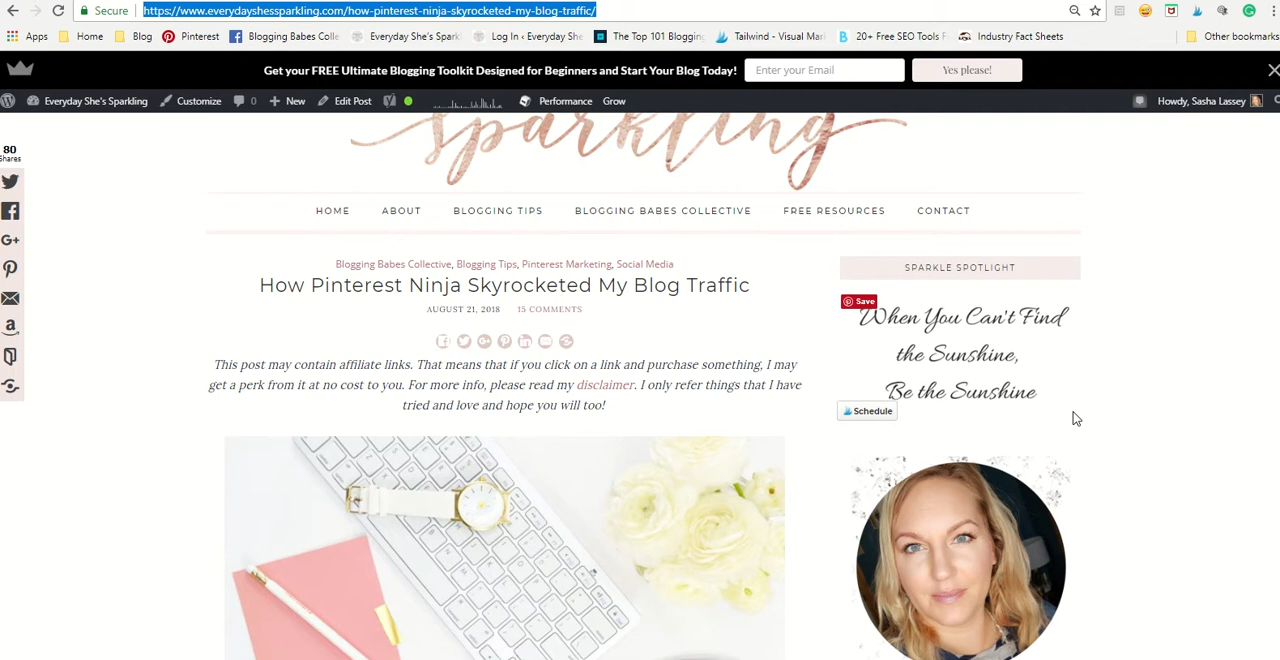 Secure https://www.everydayshessparkling.com/how-pinterest-ninja-skyrocketed-my-blog-traffic/
Apps Home Blog Pinterest Blogging Babes Colle Everyday She's Spark Log In ‹ Everyday She The Top 101 Blogging Tailwind - Visual Mar 20+ Free SEO Tools F Industry Fact Sheets Other bookmarks
Get your FREE Ultimate Blogging Toolkit Designed for Beginners and Start Your Blog Today! Enter your Email Yes please!
Everyday She's Sparkling Customize 0 New Edit Post Performance Grow Howdy, Sasha Lassey
sparkling
80
Shares
HOME ABOUT BLOGGING TIPS BLOGGING BABES COLLECTIVE FREE RESOURCES CONTACT
Blogging Babes Collective, Blogging Tips, Pinterest Marketing, Social Media
How Pinterest Ninja Skyrocketed My Blog Traffic
AUGUST 21, 2018 15 COMMENTS
This post may contain affiliate links. That means that if you click on a link and purchase something, I may
get a perk from it at no cost to you. For more info, please read my disclaimer. I only refer things that I have
tried and love and hope you will too!
SPARKLE SPOTLIGHT
Save
When You Can't Find
the Sunshine,
Be the Sunshine
Schedule